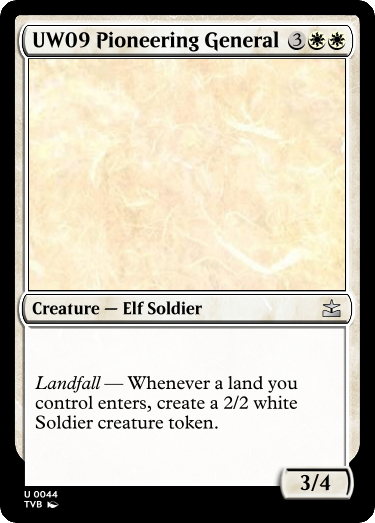 UW09 Pioneering General 3
Creature — Elf Soldier
Landfall — Whenever a land you
control enters, create a 2/2 white
Soldier creature token.
3/4
U 0044
TVB